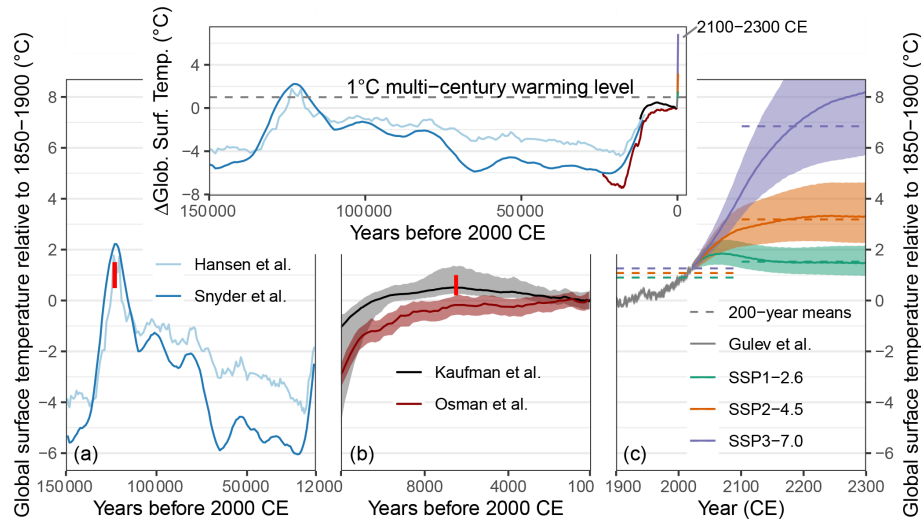 ΔGlob. Surf. Temp. (°C)
2100−2300 CE
4
0
−4
−8
1°C multi−century warming level
150000
100000
50000
0
Years before 2000 CE
Global surface temperature relative to 1850−1900 (°C)
8
6
4
2
0
−2
−4
−6
Hansen et al.
Snyder et al.
(a)
150000
100000
50000
12000
Years before 2000 CE
Kaufman et al.
Osman et al.
(b)
8000
4000
100
Years before 2000 CE
200−year means
Gulev et al.
SSP1−2.6
SSP2−4.5
SSP3−7.0
(c)
1900
2000
2100
2200
2300
Year (CE)
8
6
4
2
0
−2
−4
−6
Global surface temperature relative to 1850−1900 (°C)